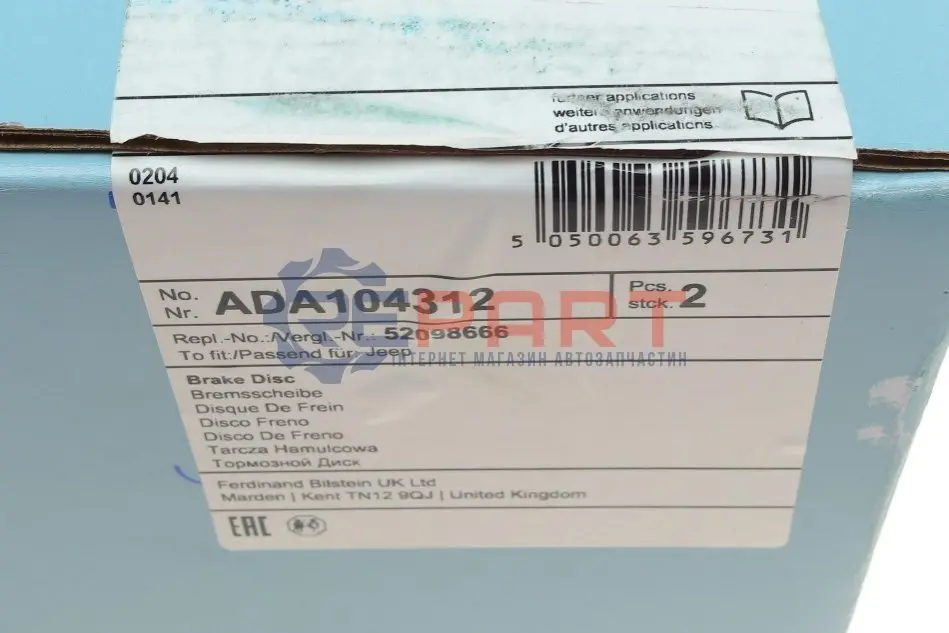 further applications
weitere anwendungen
d'autres applications
0204
0141
5 050063 596731
No.
Nr. ADA104312
Pcs.
stck. 2
Repl.-No.:/Vergl.-Nr.: 52098666
To fit:/Passend für: Jeep
REPART
ІНТЕРНЕТ МАГАЗИН АВТОЗАПЧАСТИН
Brake Disc
Bremsscheibe
Disque De Frein
Disco Freno
Disco De Freno
Tarcza Hamulcowa
Тормозной Диск
Ferdinand Bilstein UK Ltd
Marden | Kent TN12 9QJ | United Kingdom
EAC